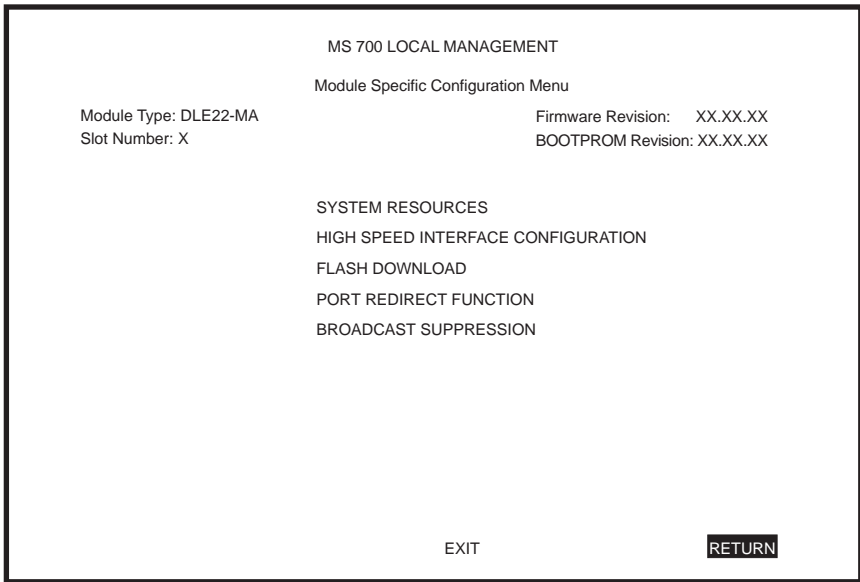 MS 700 LOCAL MANAGEMENT
Module Specific Configuration Menu
Module Type: DLE22-MA Firmware Revision: XX.XX.XX
Slot Number: X BOOTPROM Revision: XX.XX.XX
SYSTEM RESOURCES
HIGH SPEED INTERFACE CONFIGURATION
FLASH DOWNLOAD
PORT REDIRECT FUNCTION
BROADCAST SUPPRESSION
EXIT RETURN